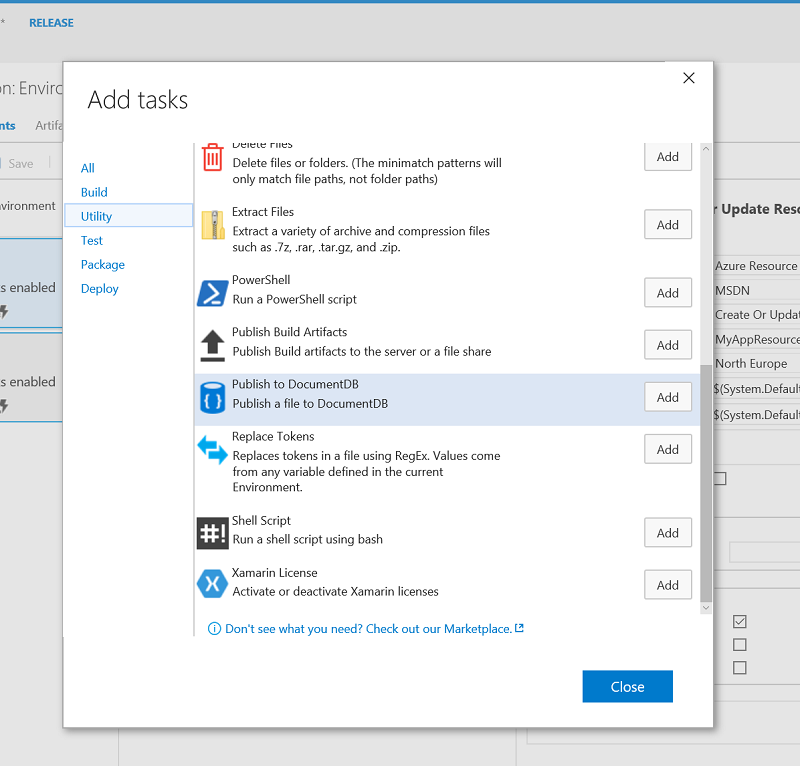 RELEASE
on: Enviro
Add tasks
nts
Artifa
Save
nvironment
s enabled
s enabled
All
Build
Utility
Test
Package
Deploy
Delete Files
Delete files or folders. (The minimatch patterns will
only match file paths, not folder paths)
Add
Extract Files
Extract a variety of archive and compression files
such as .7z, .rar, .tar.gz, and .zip.
Add
PowerShell
Run a PowerShell script
Add
Publish Build Artifacts
Publish Build artifacts to the server or a file share
Add
Publish to DocumentDB
Publish a file to DocumentDB
Add
Replace Tokens
Replaces tokens in a file using RegEx. Values come
from any variable defined in the current
Environment.
Add
#!
Shell Script
Run a shell script using bash
Add
Xamarin License
Activate or deactivate Xamarin licenses
Add
Don't see what you need? Check out our Marketplace.
Close
r Update Reso
Azure Resource
MSDN
Create Or Updat
MyAppResource
North Europe
$(System.Default
$(System.Default